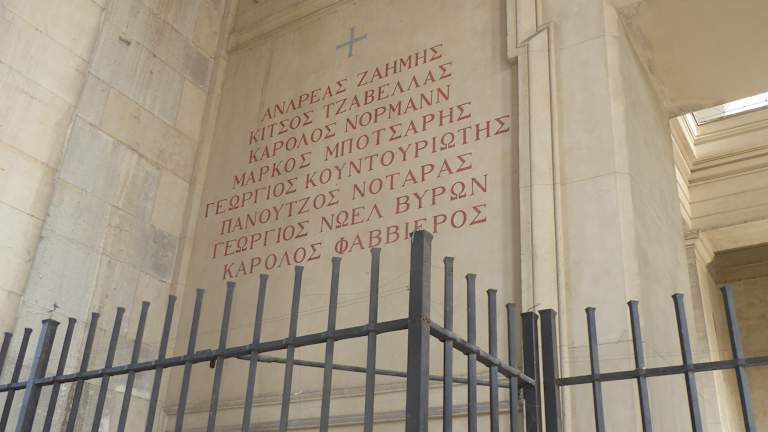 ΑΝΔΡΕΑΣ ΖΑΗΜΗΣ
ΚΙΤΣΟΣ ΤΖΑΒΕΛΛΑΣ
ΚΑΡΟΛΟΣ ΝΟΡΜΑΝΝ
ΜΑΡΚΟΣ ΜΠΟΤΣΑΡΗΣ
ΓΕΩΡΓΙΟΣ ΚΟΥΝΤΟΥΡΙΩΤΗΣ
ΠΑΝΟΥΤΖΟΣ ΝΟΤΑΡΑΣ
ΓΕΩΡΓΙΟΣ ΝΩΕΛ ΒΥΡΩΝ
ΚΑΡΟΛΟΣ ΦΑΒΒΙΕΡΟΣ